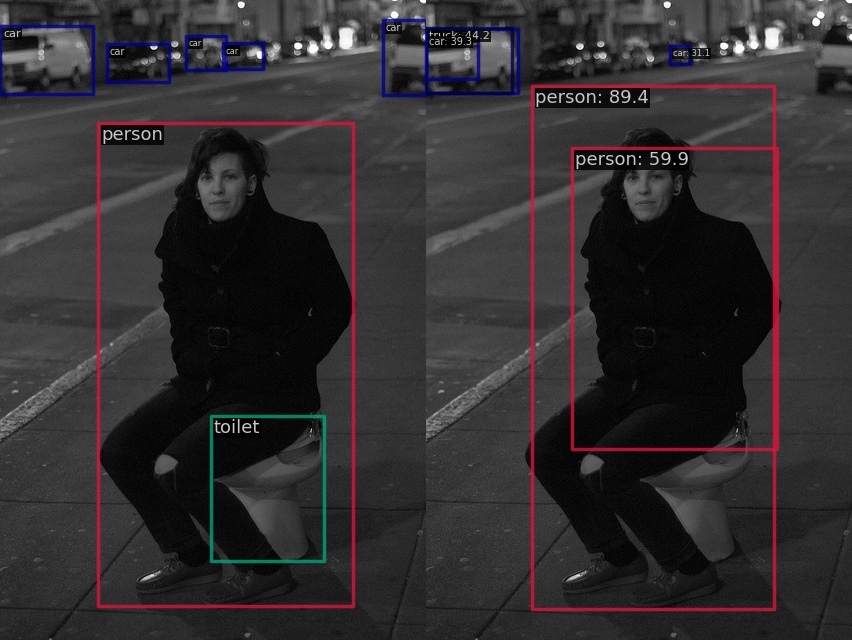 car
car
car
car
car
truck: 44.2
car: 39.3
car: 31.1
person
person: 89.4
person: 59.9
toilet